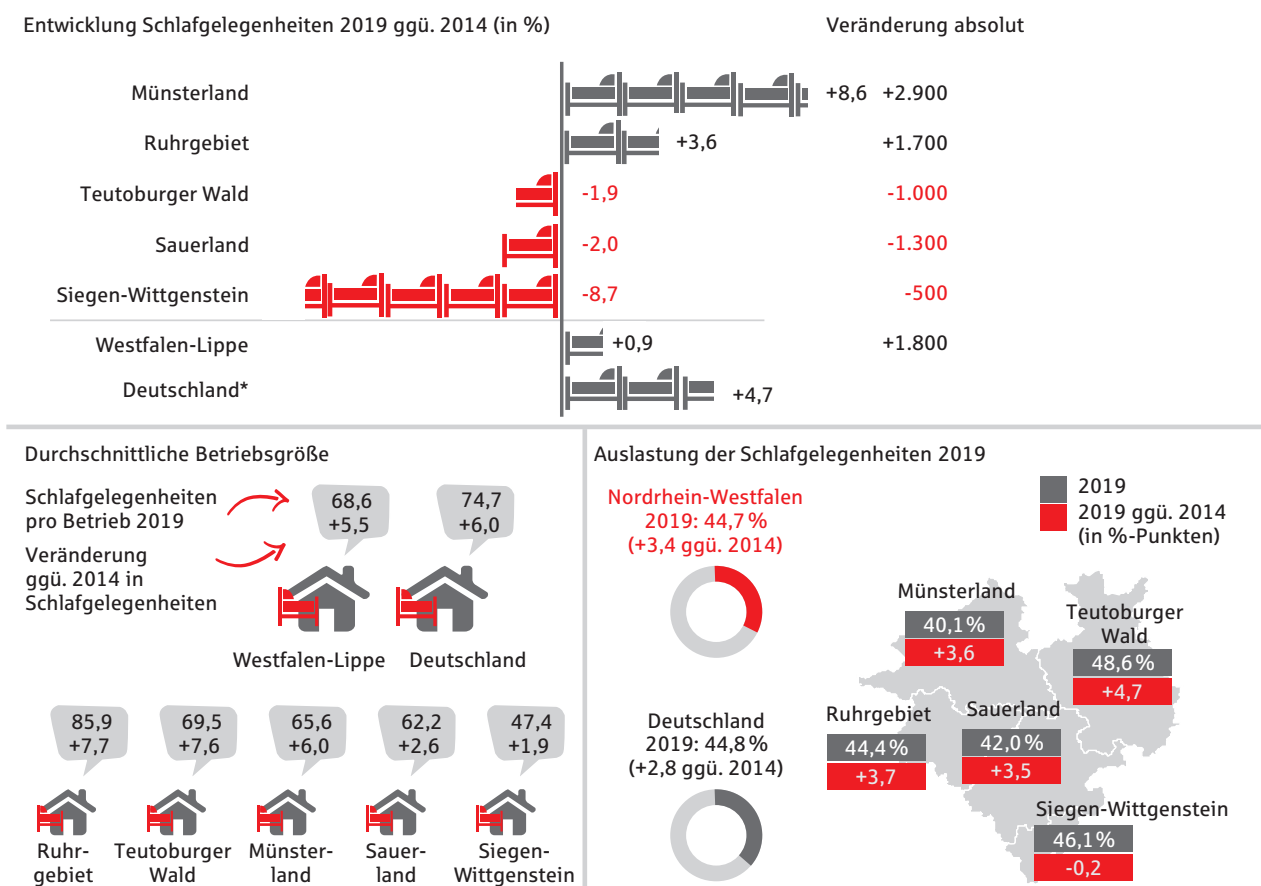 Entwicklung Schlafgelegenheiten 2019 ggü. 2014 (in %)
Veränderung absolut
Münsterland +8,6 +2.900
Ruhrgebiet +3,6 +1.700
Teutoburger Wald -1,9 -1.000
Sauerland -2,0 -1.300
Siegen-Wittgenstein -8,7 -500
Westfalen-Lippe +0,9 +1.800
Deutschland* +4,7
Durchschnittliche Betriebsgröße
Schlafgelegenheiten
pro Betrieb 2019
Veränderung
ggü. 2014 in
Schlafgelegenheiten
68,6
+5,5
Westfalen-Lippe
74,7
+6,0
Deutschland
85,9
+7,7
Ruhr-
gebiet
69,5
+7,6
Teutoburger
Wald
65,6
+6,0
Münster-
land
62,2
+2,6
Sauer-
land
47,4
+1,9
Siegen-
Wittgenstein
Auslastung der Schlafgelegenheiten 2019
Nordrhein-Westfalen
2019: 44,7 %
(+3,4 ggü. 2014)
Deutschland
2019: 44,8 %
(+2,8 ggü. 2014)
2019
2019 ggü. 2014
(in %-Punkten)
Münsterland
40,1 %
+3,6
Teutoburger
Wald
48,6 %
+4,7
Ruhrgebiet
44,4 %
+3,7
Sauerland
42,0 %
+3,5
Siegen-Wittgenstein
46,1 %
-0,2